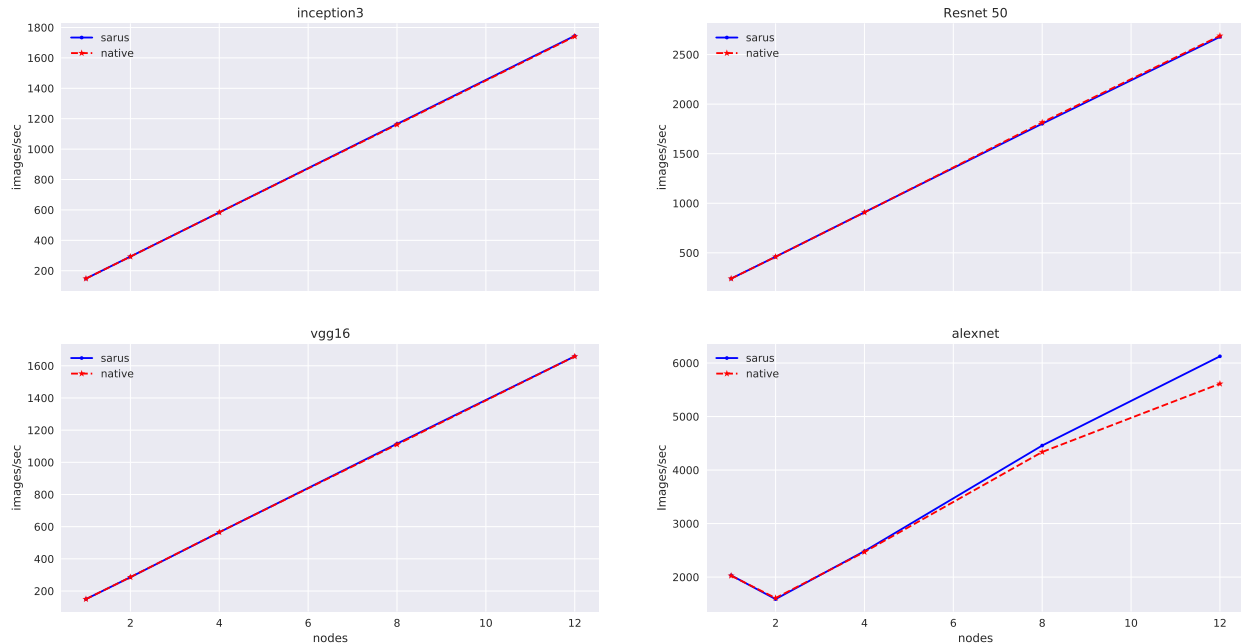 inception3
sarus
native
1800
1600
1400
1200
1000
800
600
400
200
images/sec
Resnet 50
sarus
native
2500
2000
1500
1000
500
images/sec
vgg16
sarus
native
1600
1400
1200
1000
800
600
400
200
images/sec
2 4 6 8 10 12
nodes
alexnet
sarus
native
6000
5000
4000
3000
2000
Images/sec
2 4 6 8 10 12
nodes